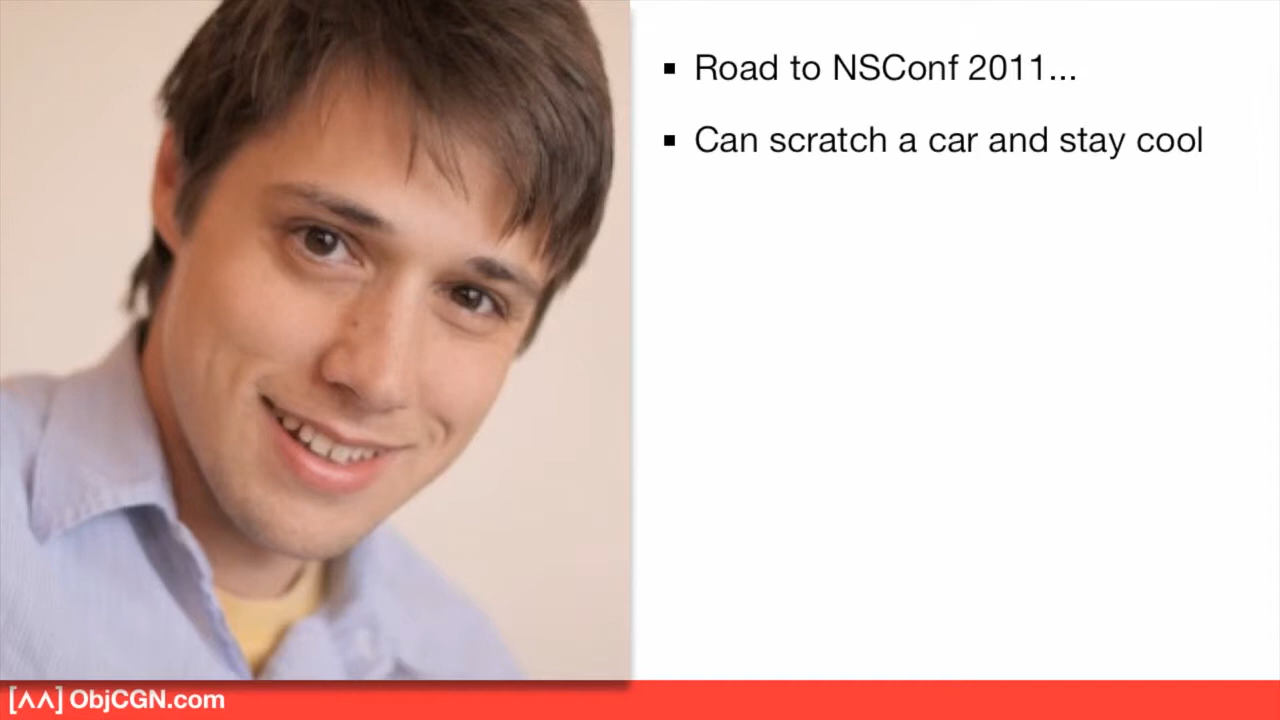 Road to NSConf 2011...
Can scratch a car and stay cool
[ʌʌ] ObjCGN.com